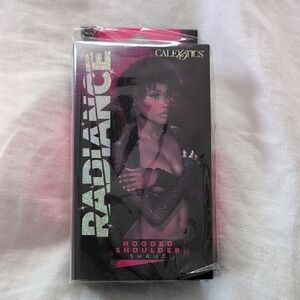 CALEXOTICS
RADIANCE
HOODED
SHOULDER
SHRUG